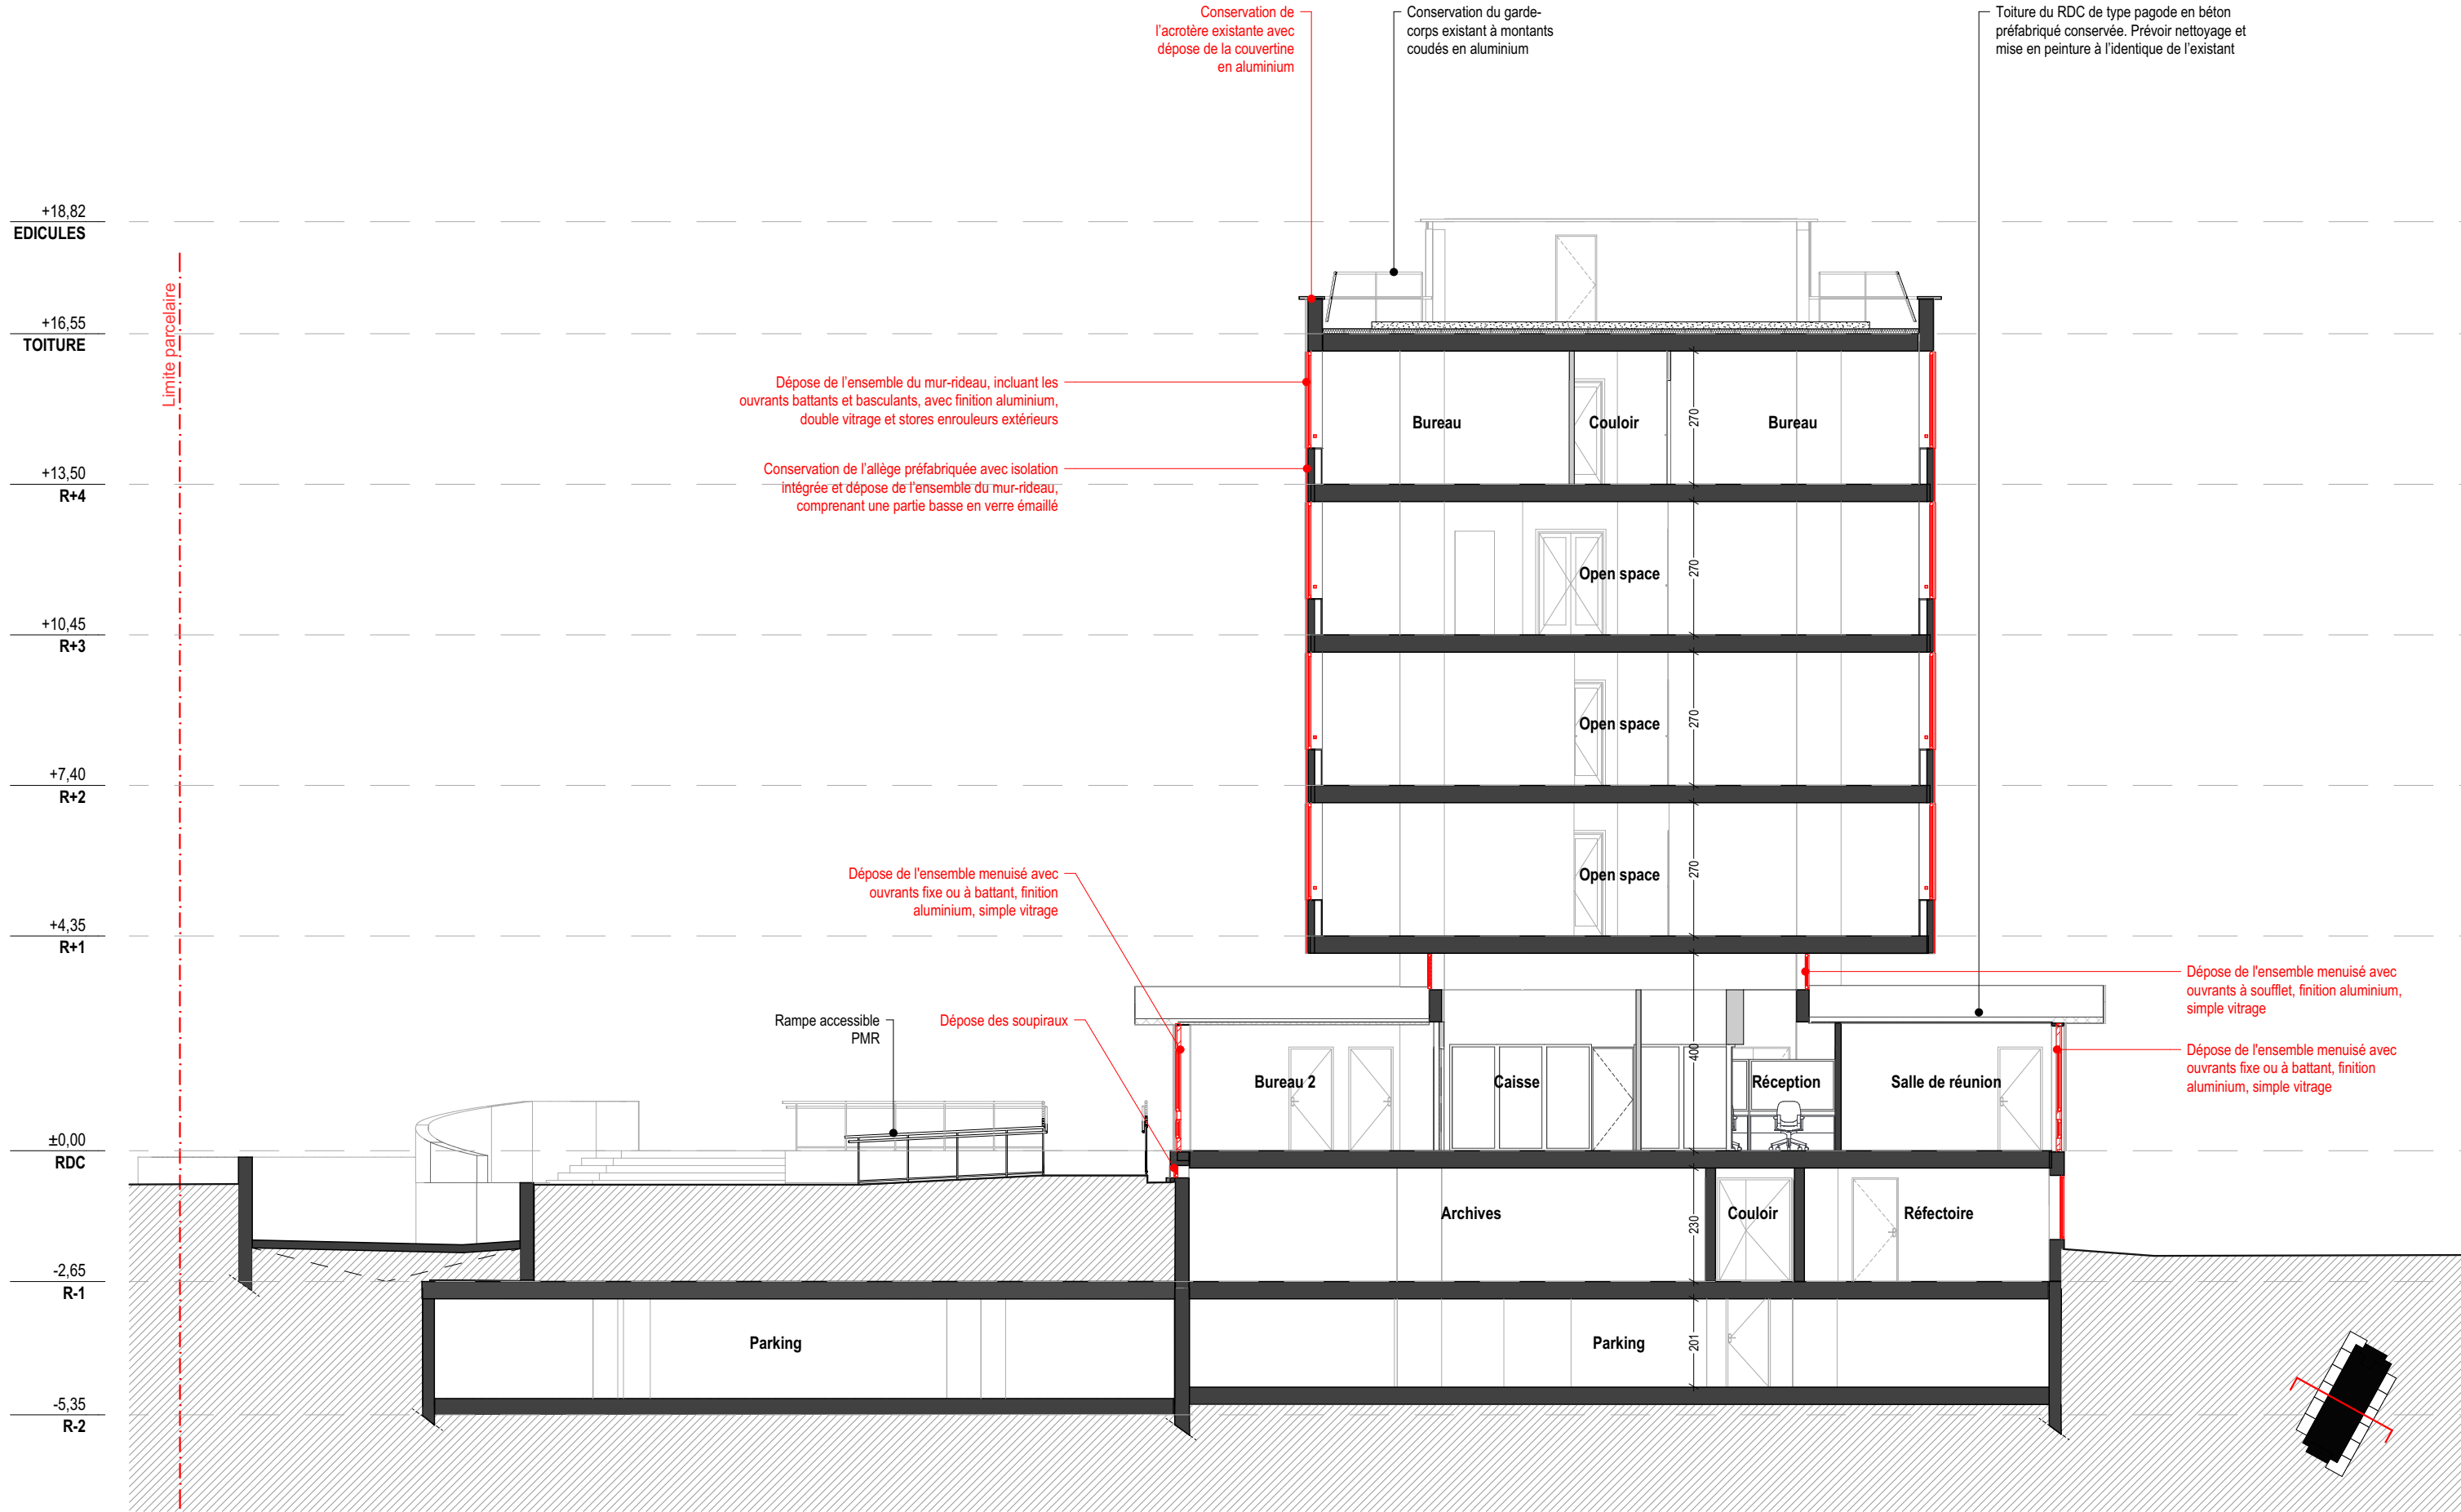 Conservation de
l'acrotère existante avec
dépose de la couvertine
en aluminium
Conservation du garde-
corps existant à montants
coudés en aluminium
Toiture du RDC de type pagode en béton
préfabriqué conservée. Prévoir nettoyage et
mise en peinture à l'identique de l'existant
+18,82
EDICULES
Limite parcelaire
+16,55
TOITURE
Dépose de l'ensemble du mur-rideau, incluant les
ouvrants battants et basculants, avec finition aluminium,
double vitrage et stores enrouleurs extérieurs
Bureau
Couloir
270
Bureau
Conservation de l'allège préfabriquée avec isolation
intégrée et dépose de l'ensemble du mur-rideau,
comprenant une partie basse en verre émaillé
+13,50
R+4
Open space
270
+10,45
R+3
Open space
270
+7,40
R+2
Dépose de l'ensemble menuisé avec
ouvrants fixe ou à battant, finition
aluminium, simple vitrage
Open space
270
+4,35
R+1
Dépose de l'ensemble menuisé avec
ouvrants à soufflet, finition aluminium,
simple vitrage
Rampe accessible
PMR
Dépose des soupiraux
400
Dépose de l'ensemble menuisé avec
ouvrants fixe ou à battant, finition
aluminium, simple vitrage
Bureau 2
Caisse
Réception
Salle de réunion
±0,00
RDC
Archives
230
Couloir
Réfectoire
-2,65
R-1
Parking
Parking
201
-5,35
R-2